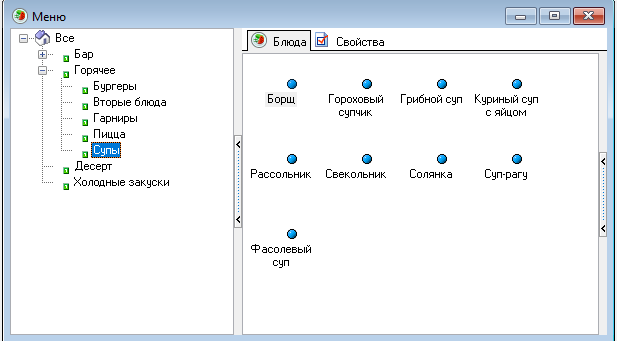 Меню
Все
Бар
Горячее
Бургеры
Вторые блюда
Гарниры
Пицца
Супы
Десерт
Холодные закуски
Блюда Свойства
Борщ Гороховый Грибной суп Куриный суп
супчик с яйцом
Рассольник Свекольник Солянка Суп-рагу
Фасолевый
суп